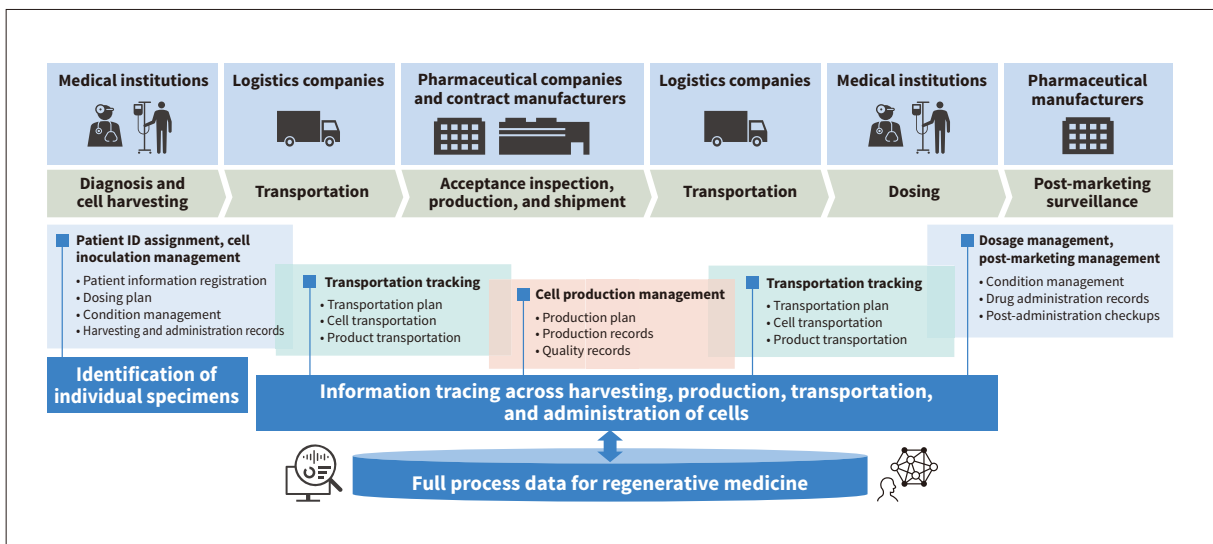 Medical institutions
Logistics companies
Pharmaceutical companies
and contract manufacturers
Logistics companies
Medical institutions
Pharmaceutical
manufacturers
Diagnosis and
cell harvesting
Transportation
Acceptance inspection,
production, and shipment
Transportation
Dosing
Post-marketing
surveillance
Patient ID assignment, cell
inoculation management
• Patient information registration
• Dosing plan
• Condition management
• Harvesting and administration records
Transportation tracking
• Transportation plan
• Cell transportation
• Product transportation
Cell production management
• Production plan
• Production records
• Quality records
Transportation tracking
• Transportation plan
• Cell transportation
• Product transportation
Dosage management,
post-marketing management
• Condition management
• Drug administration records
• Post-administration checkups
Identification of
individual specimens
Information tracing across harvesting, production, transportation,
and administration of cells
Full process data for regenerative medicine